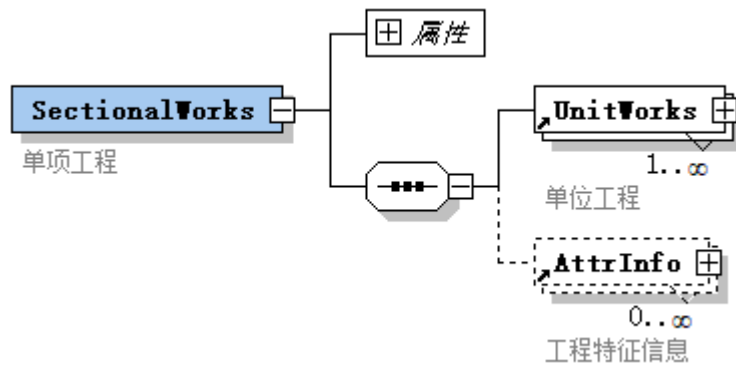 属性
SectionalWorks
单项工程
UnitWorks
1..∞
单位工程
AttrInfo
0..∞
工程特征信息